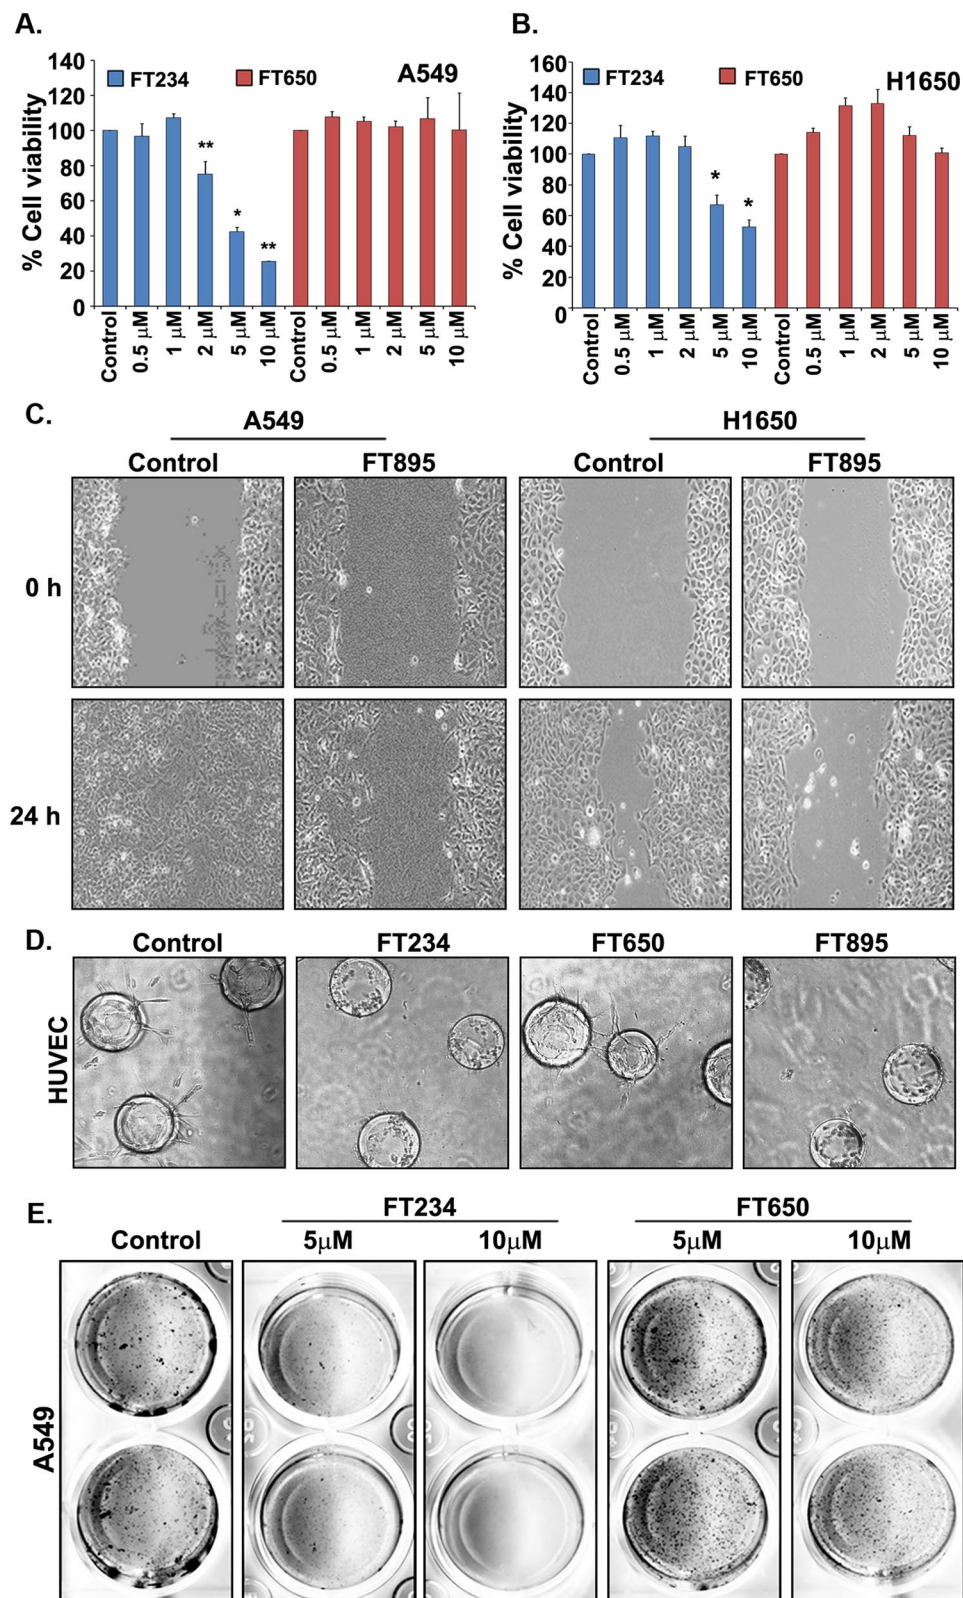 A.
140
120
100
80
60
40
20
0
% Cell viability
FT234
FT650
A549
**
*
**
Control
0.5 µM
1 µM
2 µM
5 µM
10 µM
Control
0.5 µM
1 µM
2 µM
5 µM
10 µM
B.
160
140
120
100
80
60
40
20
0
% Cell viability
FT234
FT650
H1650
*
*
Control
0.5 µM
1 µM
2 µM
5 µM
10 µM
Control
0.5 µM
1 µM
2 µM
5 µM
10 µM
C.
A549
H1650
Control
FT895
Control
FT895
0 h
24 h
D.
Control
FT234
FT650
FT895
HUVEC
E.
FT234
FT650
Control
5µM
10µM
5µM
10µM
A549